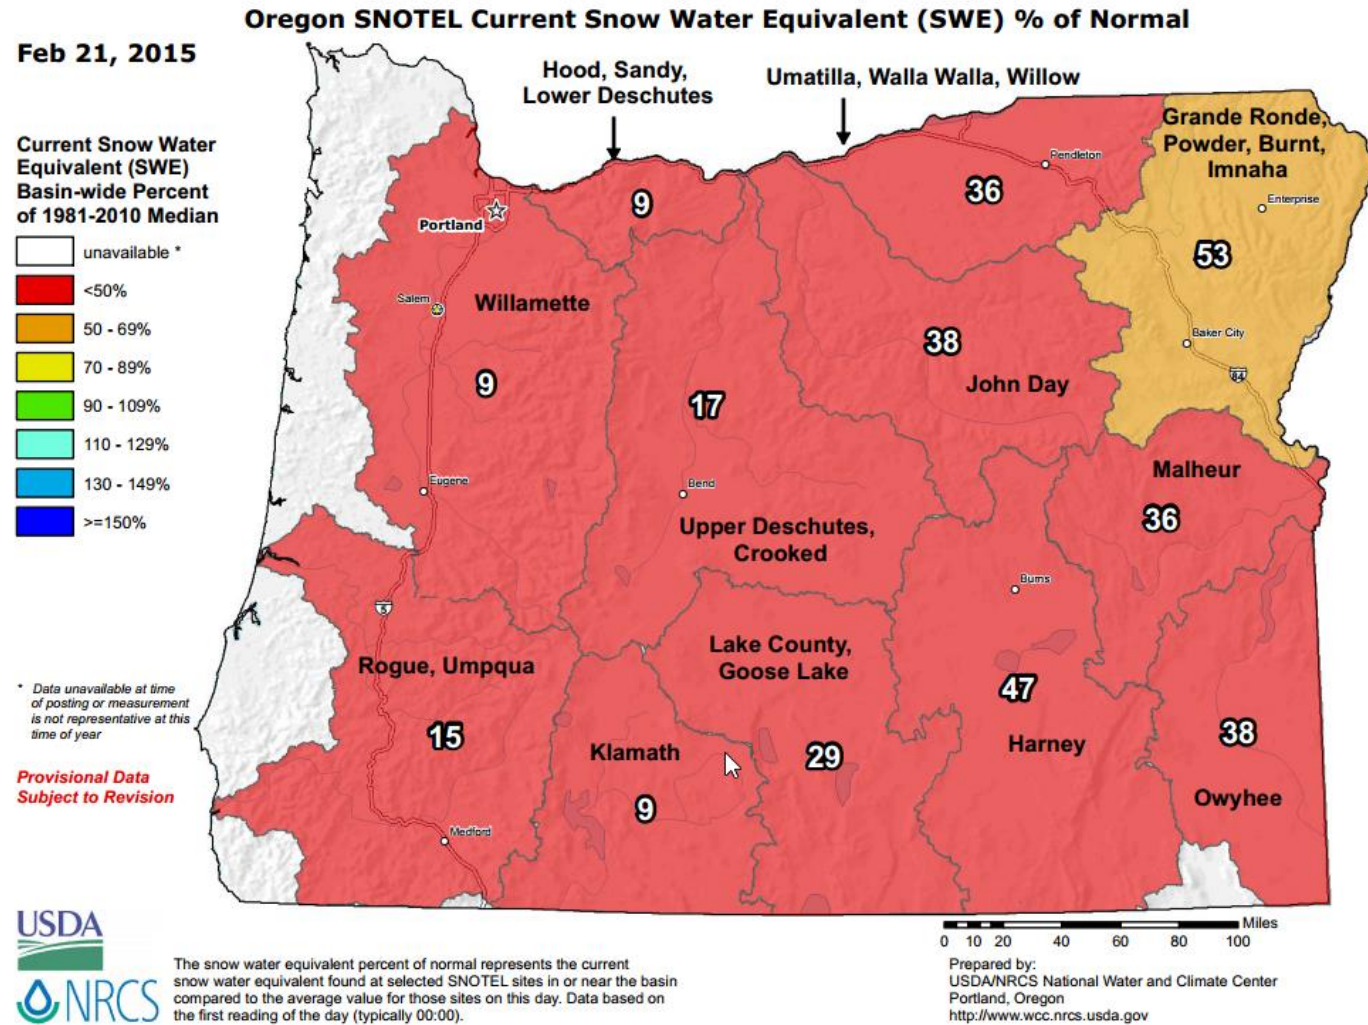 Oregon SNOTEL Current Snow Water Equivalent (SWE) % of Normal
Feb 21, 2015
Current Snow Water
Equivalent (SWE)
Basin-wide Percent
of 1981-2010 Median
unavailable *
<50%
50 - 69%
70 - 89%
90 - 109%
110 - 129%
130 - 149%
>=150%
* Data unavailable at time
of posting or measurement
is not representative at this
time of year
Provisional Data
Subject to Revision
Hood, Sandy,
Lower Deschutes
Umatilla, Walla Walla, Willow
Grande Ronde,
Powder, Burnt,
Imnaha
Pendleton
Enterprise
9
36
53
Portland
Salem
Willamette
9
17
38
John Day
Baker City
84
Malheur
36
Eugene
Bend
Upper Deschutes,
Crooked
Burns
5
Rogue, Umpqua
15
Lake County,
Goose Lake
29
47
Harney
38
Owyhee
Klamath
9
Medford
Miles
0 10 20 40 60 80 100
USDA
NRCS
The snow water equivalent percent of normal represents the current
snow water equivalent found at selected SNOTEL sites in or near the basin
compared to the average value for those sites on this day. Data based on
the first reading of the day (typically 00:00).
Prepared by:
USDA/NRCS National Water and Climate Center
Portland, Oregon
http://www.wcc.nrcs.usda.gov